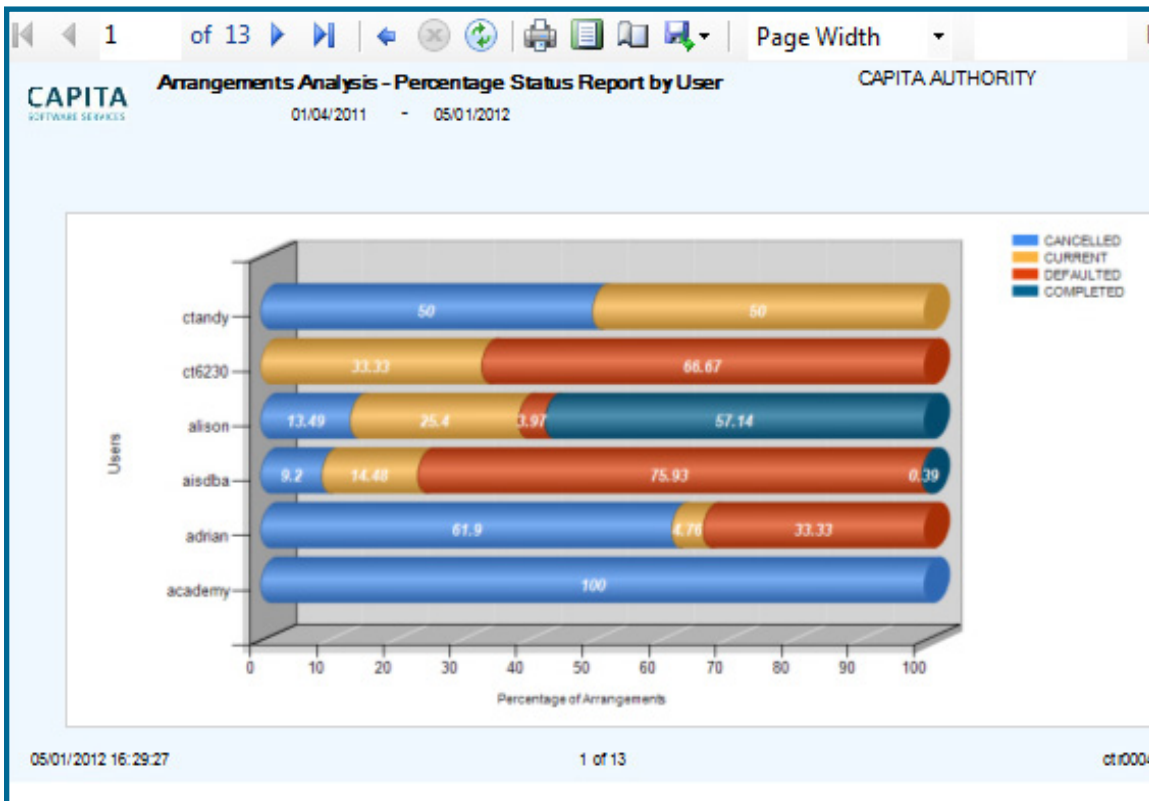 1 of 13 Page Width
Arrangements Analysis - Percentage Status Report by User
CAPITA AUTHORITY
CAPITA
SOFTWARE SERVICES
01/04/2011 - 05/01/2012
CANCELLED
CURRENT
DEFAULTED
COMPLETED
Users
ctandy 50 50
ct6230 33.33 66.67
alison 13.49 25.4 3.97 57.14
aisdba 9.2 14.48 75.93 0.39
adrian 61.9 4.76 33.33
academy 100
0 10 20 30 40 50 60 70 80 90 100
Percentage of Arrangements
05/01/2012 16:29:27 1 of 13